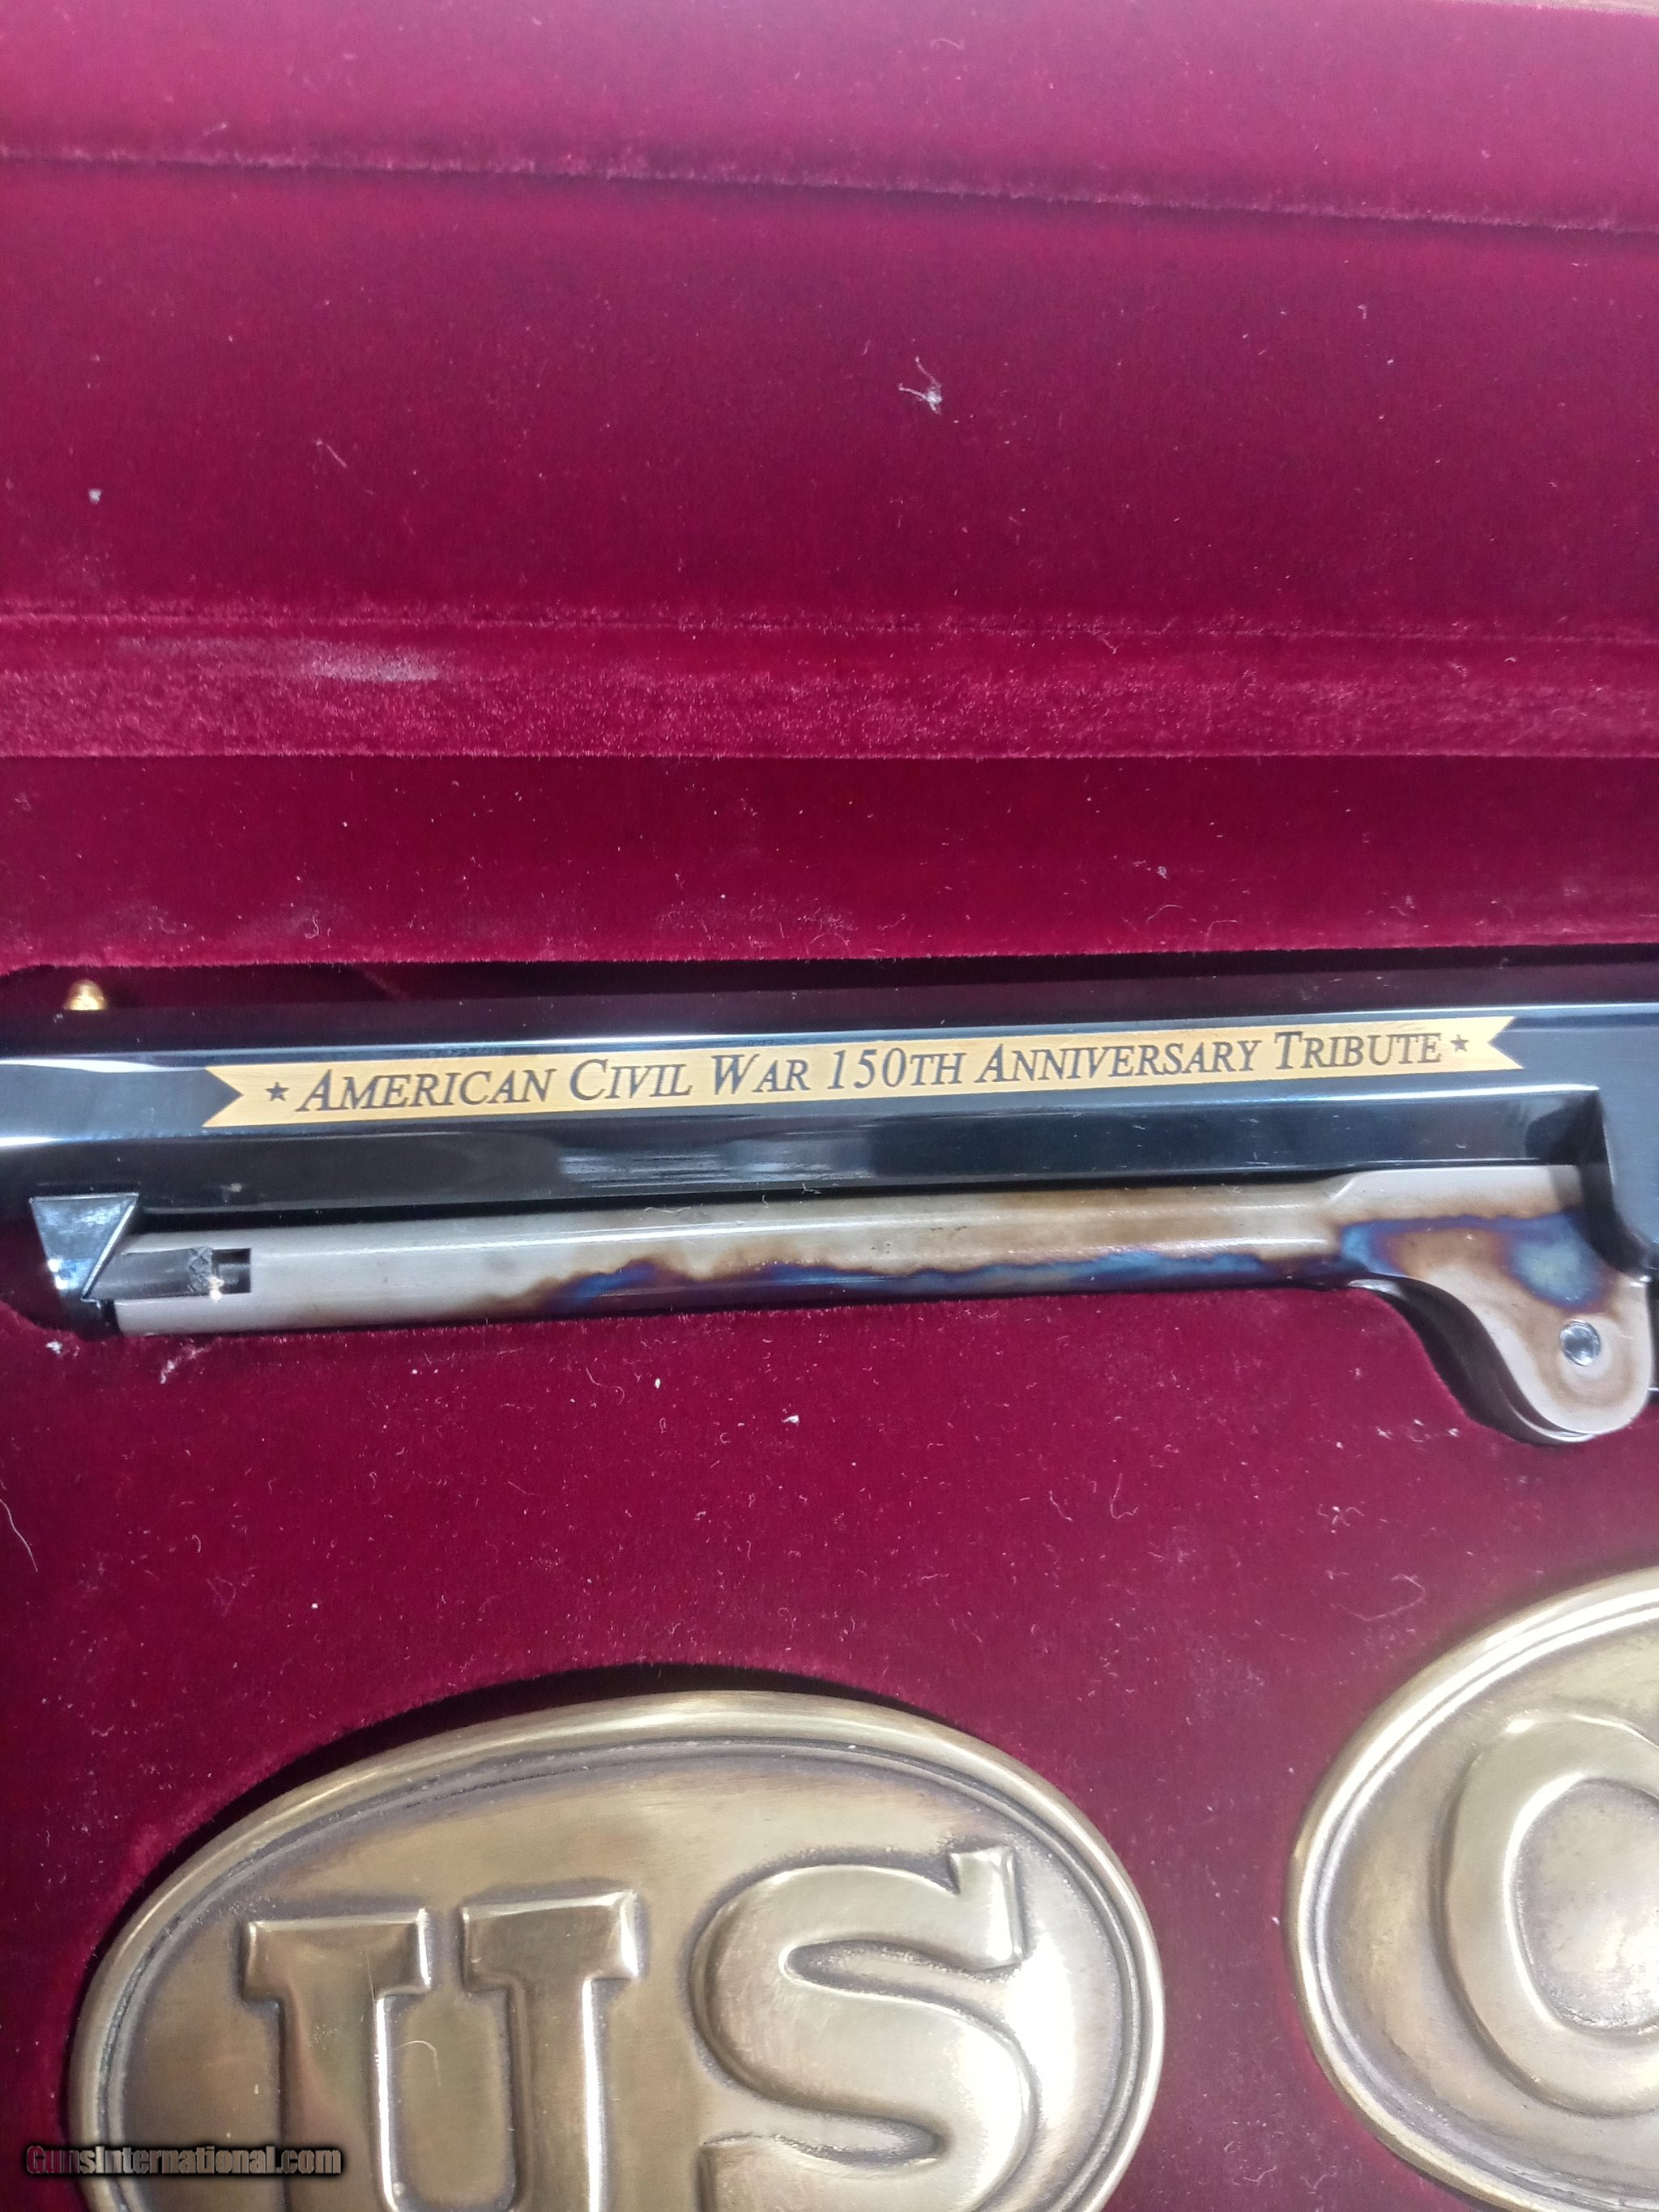 ★ AMERICAN CIVIL WAR 150TH ANNIVERSARY TRIBUTE ★
US
GunsInternational.com